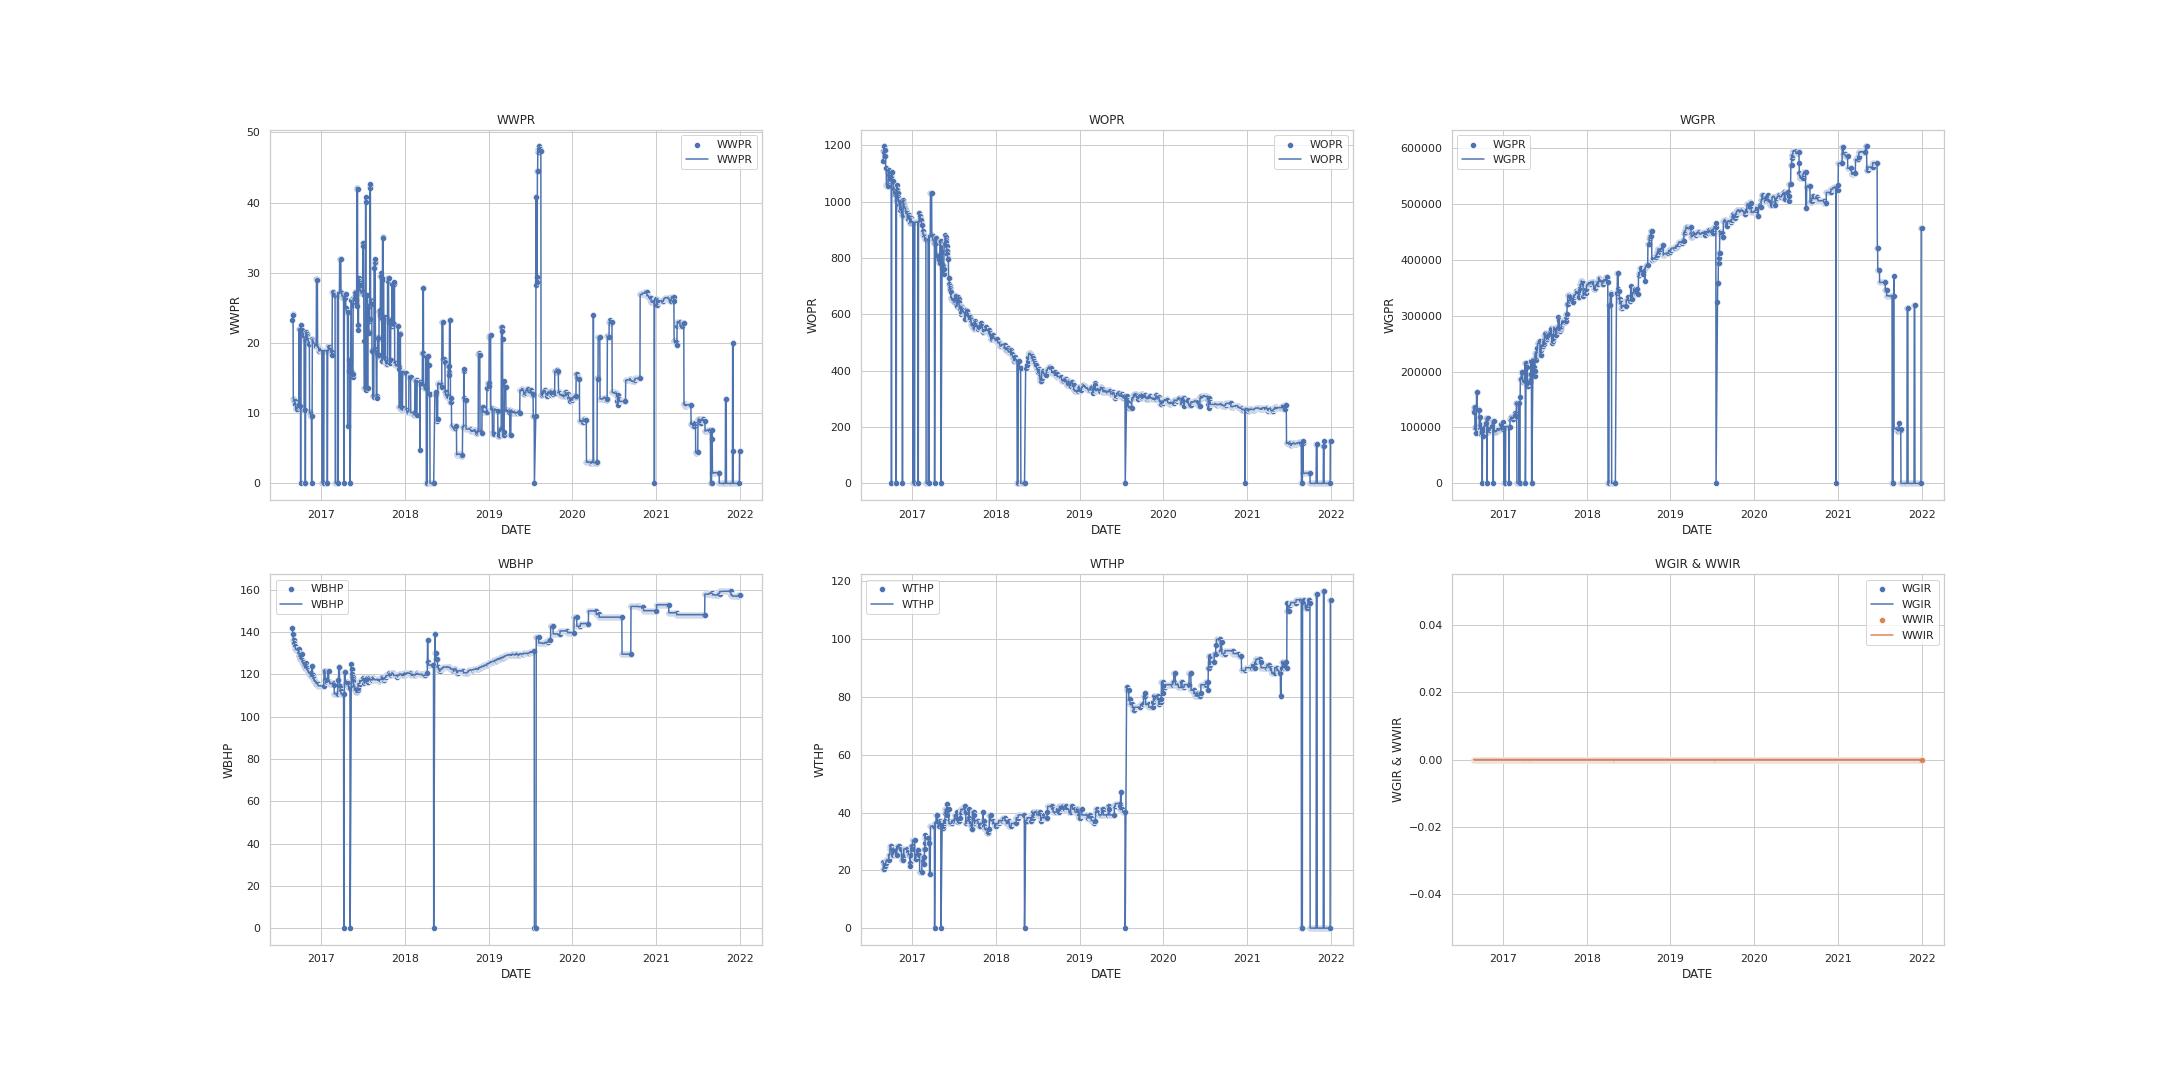 WWPR
50
40
30
20
10
0
WWPR
WWPR
WWPR
2017 2018 2019 2020 2021 2022
DATE
WOPR
1200
1000
800
600
400
200
0
WOPR
WOPR
WOPR
2017 2018 2019 2020 2021 2022
DATE
WGPR
600000
500000
400000
300000
200000
100000
0
WGPR
WGPR
WGPR
2017 2018 2019 2020 2021 2022
DATE
WBHP
160
140
120
100
80
60
40
20
0
WBHP
WBHP
WBHP
2017 2018 2019 2020 2021 2022
DATE
WTHP
120
100
80
60
40
20
0
WTHP
WTHP
WTHP
2017 2018 2019 2020 2021 2022
DATE
WGIR & WWIR
0.04
0.02
0.00
−0.02
−0.04
WGIR & WWIR
WGIR
WGIR
WWIR
WWIR
2017 2018 2019 2020 2021 2022
DATE